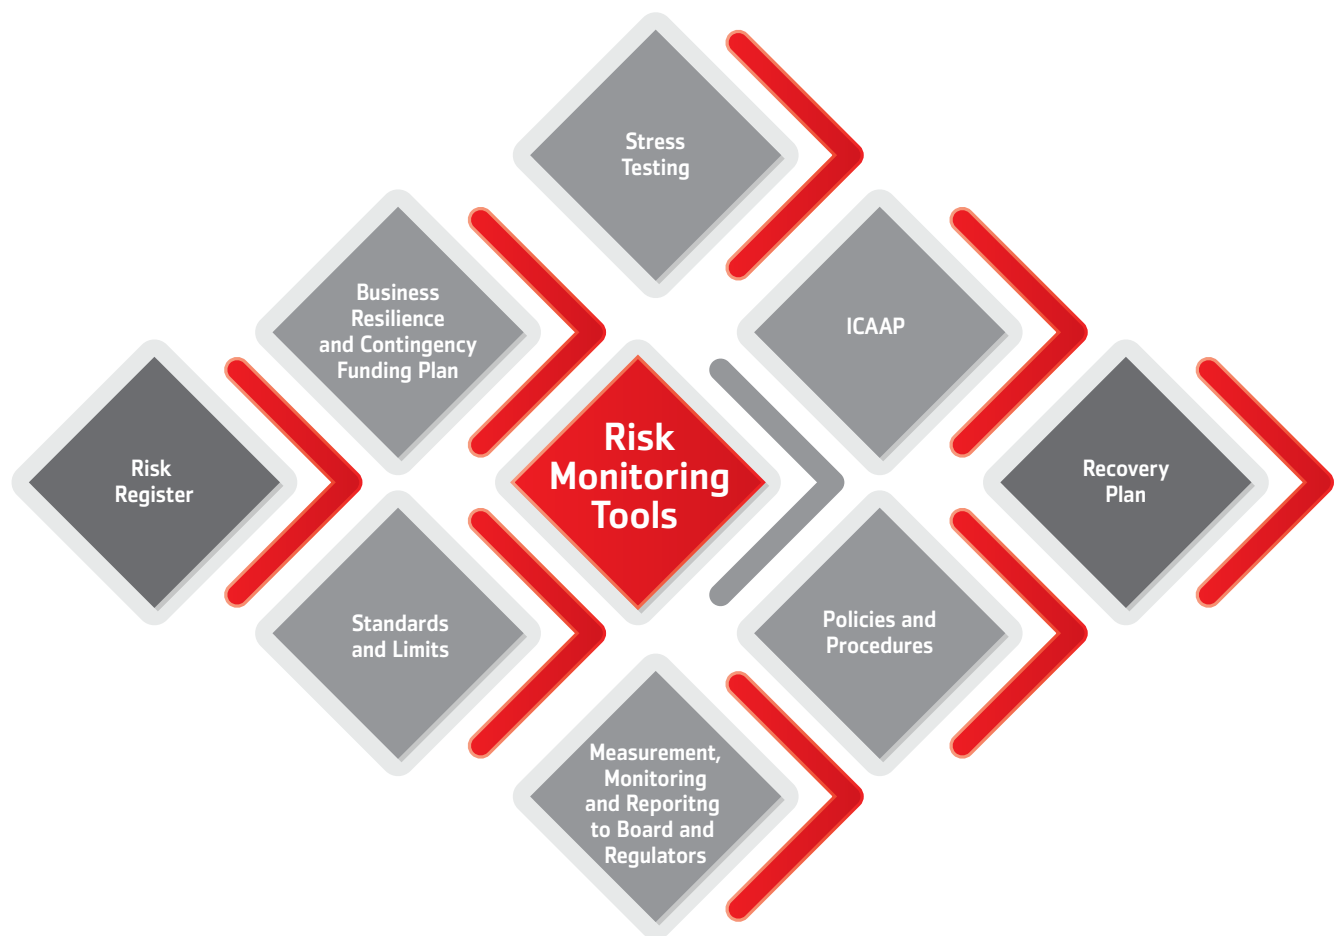 Stress
Testing
Business
Resilience
and Contingency
Funding Plan
ICAAP
Risk
Register
Risk
Monitoring
Tools
Recovery
Plan
Standards
and Limits
Policies and
Procedures
Measurement,
Monitoring
and Reporitng
to Board and
Regulators